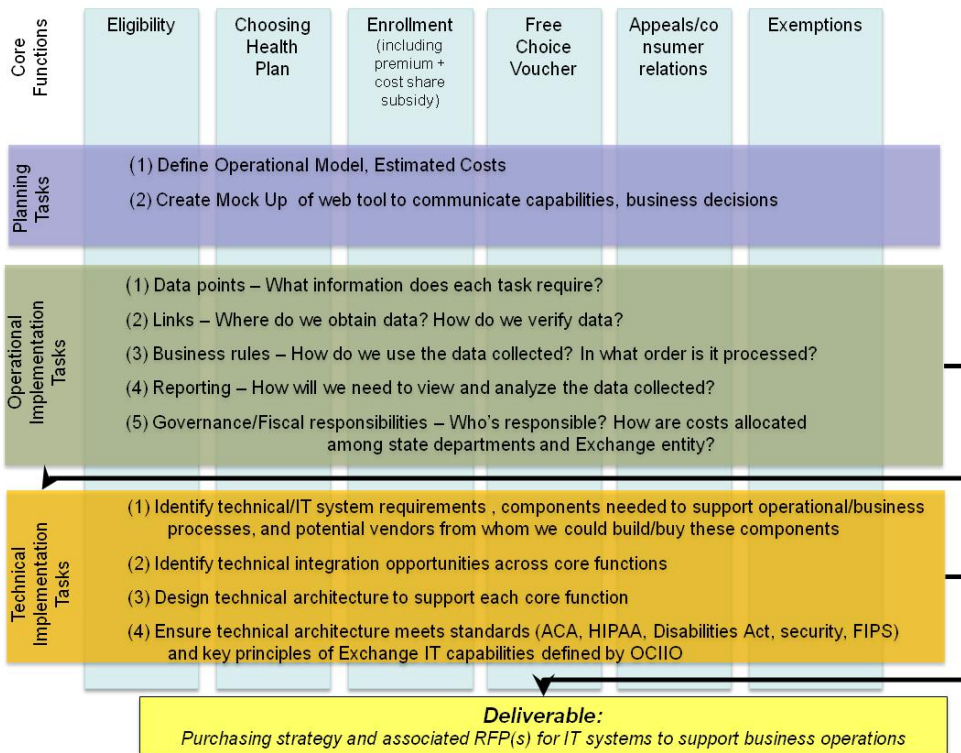 Core
Functions
Eligibility
Choosing
Health
Plan
Enrollment
(including
premium +
cost share
subsidy)
Free
Choice
Voucher
Appeals/co
nsumer
relations
Exemptions
Planning
Tasks
(1) Define Operational Model, Estimated Costs
(2) Create Mock Up of web tool to communicate capabilities, business decisions
Operational
Implementation
Tasks
(1) Data points – What information does each task require?
(2) Links – Where do we obtain data? How do we verify data?
(3) Business rules – How do we use the data collected? In what order is it processed?
(4) Reporting – How will we need to view and analyze the data collected?
(5) Governance/Fiscal responsibilities – Who's responsible? How are costs allocated
among state departments and Exchange entity?
Technical
Implementation
Tasks
(1) Identify technical/IT system requirements , components needed to support operational/business
processes, and potential vendors from whom we could build/buy these components
(2) Identify technical integration opportunities across core functions
(3) Design technical architecture to support each core function
(4) Ensure technical architecture meets standards (ACA, HIPAA, Disabilities Act, security, FIPS)
and key principles of Exchange IT capabilities defined by OCIIO
Deliverable:
Purchasing strategy and associated RFP(s) for IT systems to support business operations